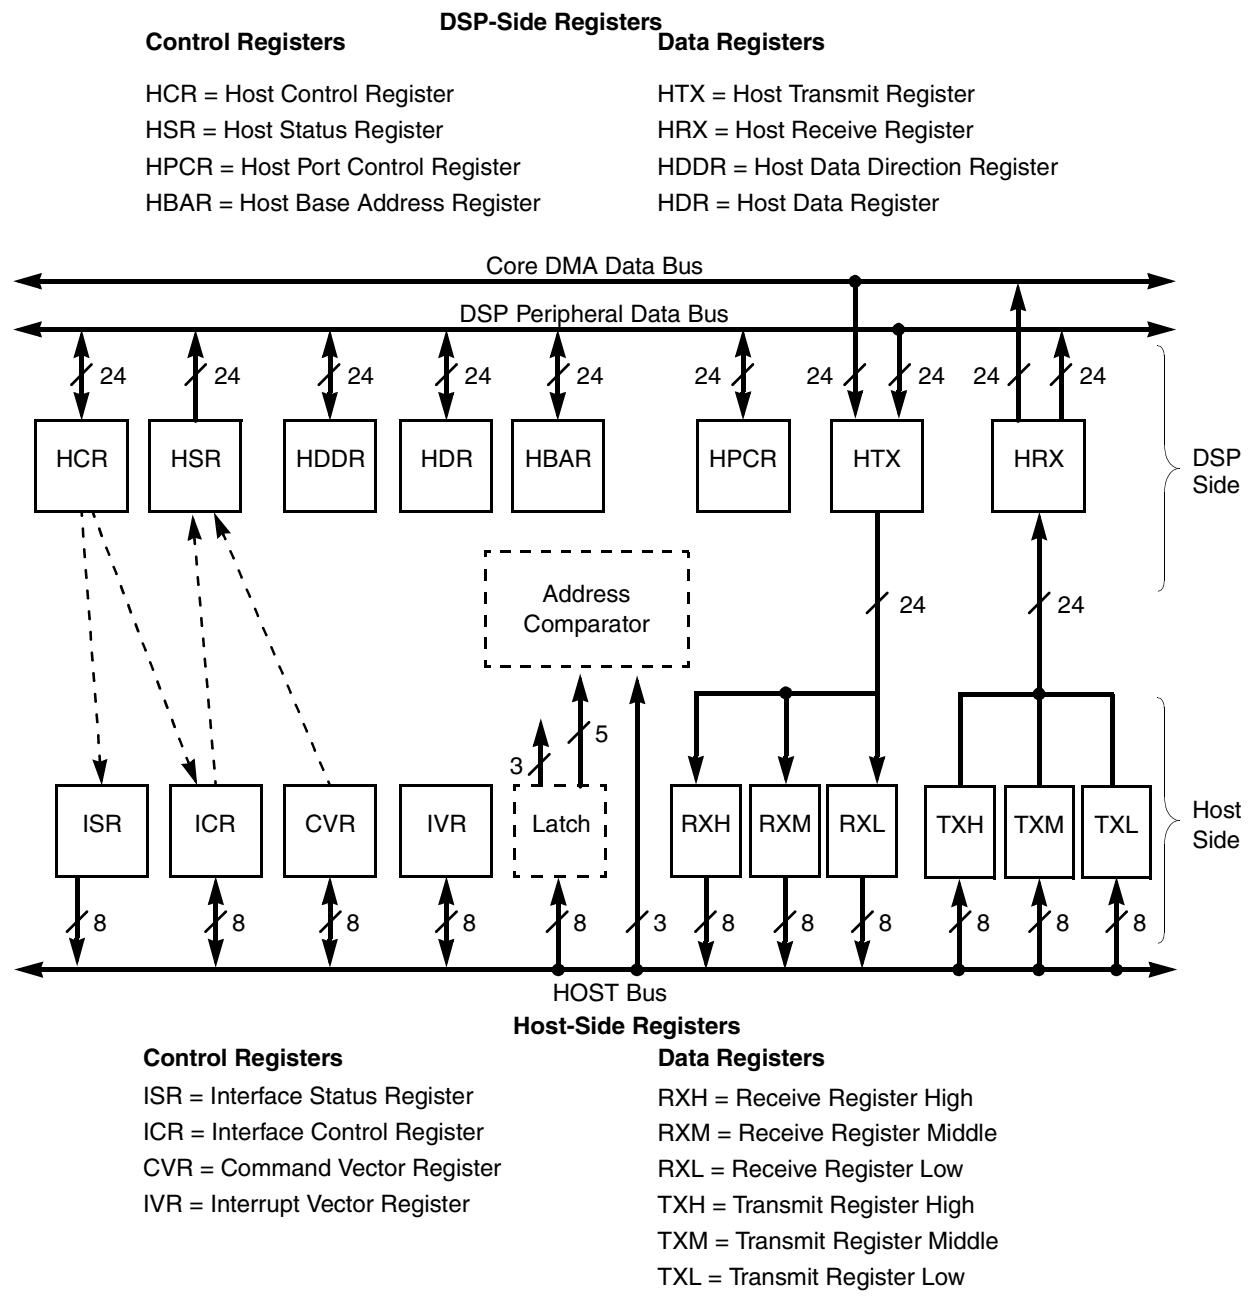 DSP-Side Registers
Control Registers
Data Registers
HCR = Host Control Register
HSR = Host Status Register
HPCR = Host Port Control Register
HBAR = Host Base Address Register
HTX = Host Transmit Register
HRX = Host Receive Register
HDDR = Host Data Direction Register
HDR = Host Data Register
Core DMA Data Bus
DSP Peripheral Data Bus
24 24 24 24 24 24 24 24 24 24
HCR HSR HDDR HDR HBAR HPCR HTX HRX
DSP
Side
Address
Comparator
24 24
5
3
ISR ICR CVR IVR Latch RXH RXM RXL TXH TXM TXL
Host
Side
8 8 8 8 8 3 8 8 8 8 8 8
HOST Bus
Host-Side Registers
Control Registers
Data Registers
ISR = Interface Status Register
ICR = Interface Control Register
CVR = Command Vector Register
IVR = Interrupt Vector Register
RXH = Receive Register High
RXM = Receive Register Middle
RXL = Receive Register Low
TXH = Transmit Register High
TXM = Transmit Register Middle
TXL = Transmit Register Low